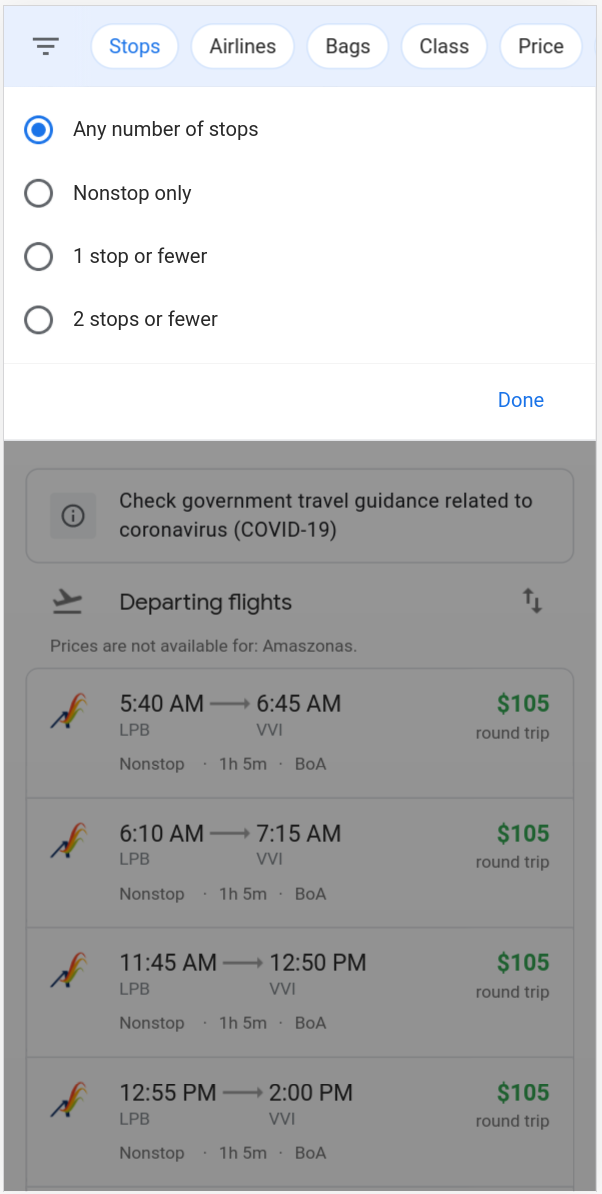 Stops Airlines Bags Class Price
Any number of stops
Nonstop only
1 stop or fewer
2 stops or fewer
Done
Check government travel guidance related to
coronavirus (COVID-19)
Departing flights
Prices are not available for: Amaszonas.
5:40 AM 6:45 AM $105
LPB VVI round trip
Nonstop · 1h 5m · BoA
6:10 AM 7:15 AM $105
LPB VVI round trip
Nonstop · 1h 5m · BoA
11:45 AM 12:50 PM $105
LPB VVI round trip
Nonstop · 1h 5m · BoA
12:55 PM 2:00 PM $105
LPB VVI round trip
Nonstop · 1h 5m · BoA